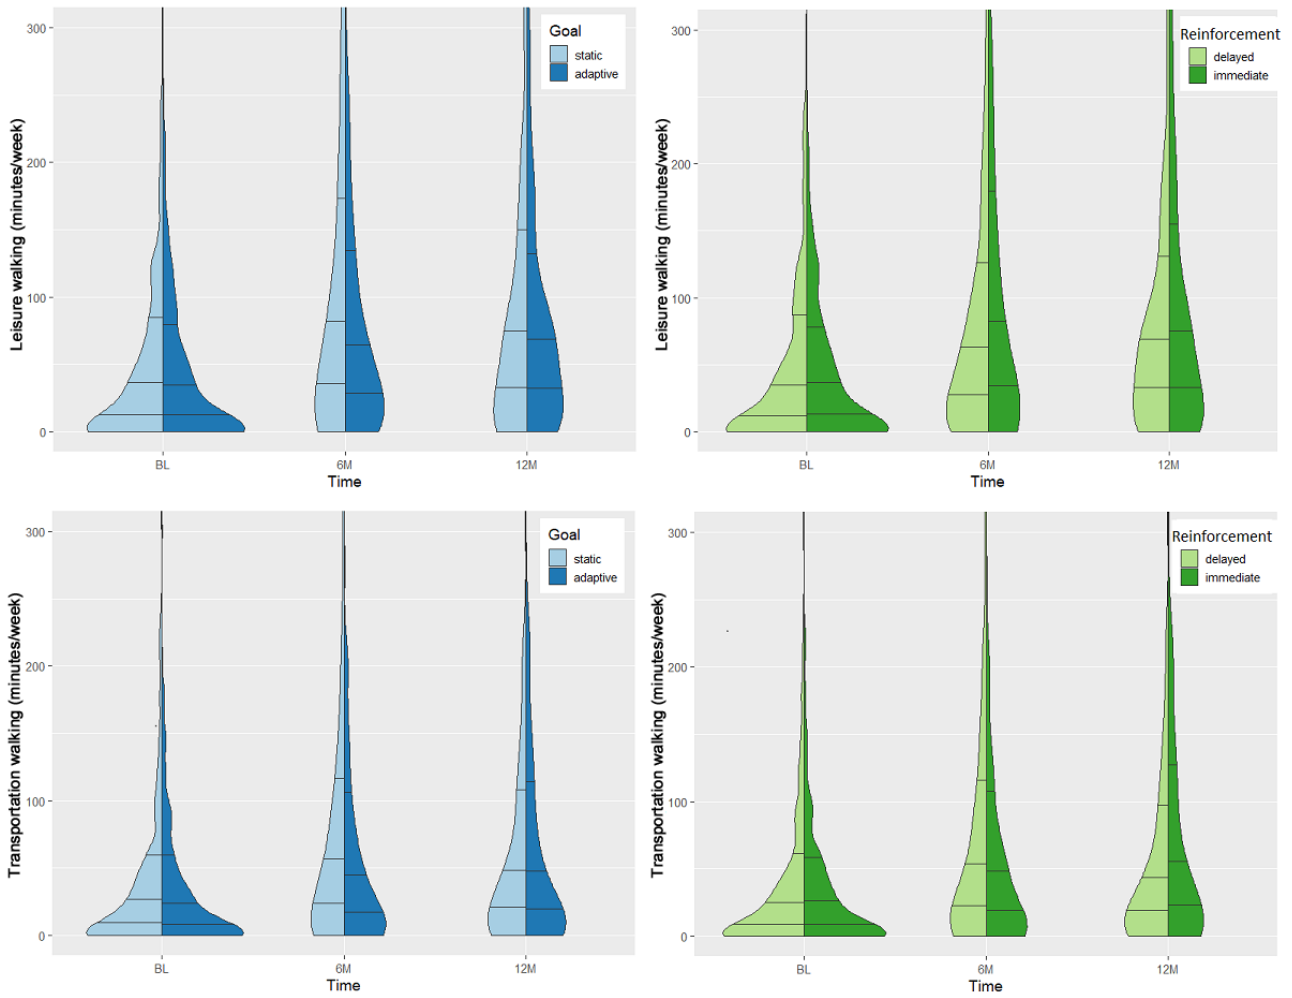 Leisure walking (minutes/week)
300
200
100
0
BL
6M
12M
Time
Goal
static
adaptive
Leisure walking (minutes/week)
300
200
100
0
BL
6M
12M
Time
Reinforcement
delayed
immediate
Transportation walking (minutes/week)
300
200
100
0
BL
6M
12M
Time
Goal
static
adaptive
Transportation walking (minutes/week)
300
200
100
0
BL
6M
12M
Time
Reinforcement
delayed
immediate